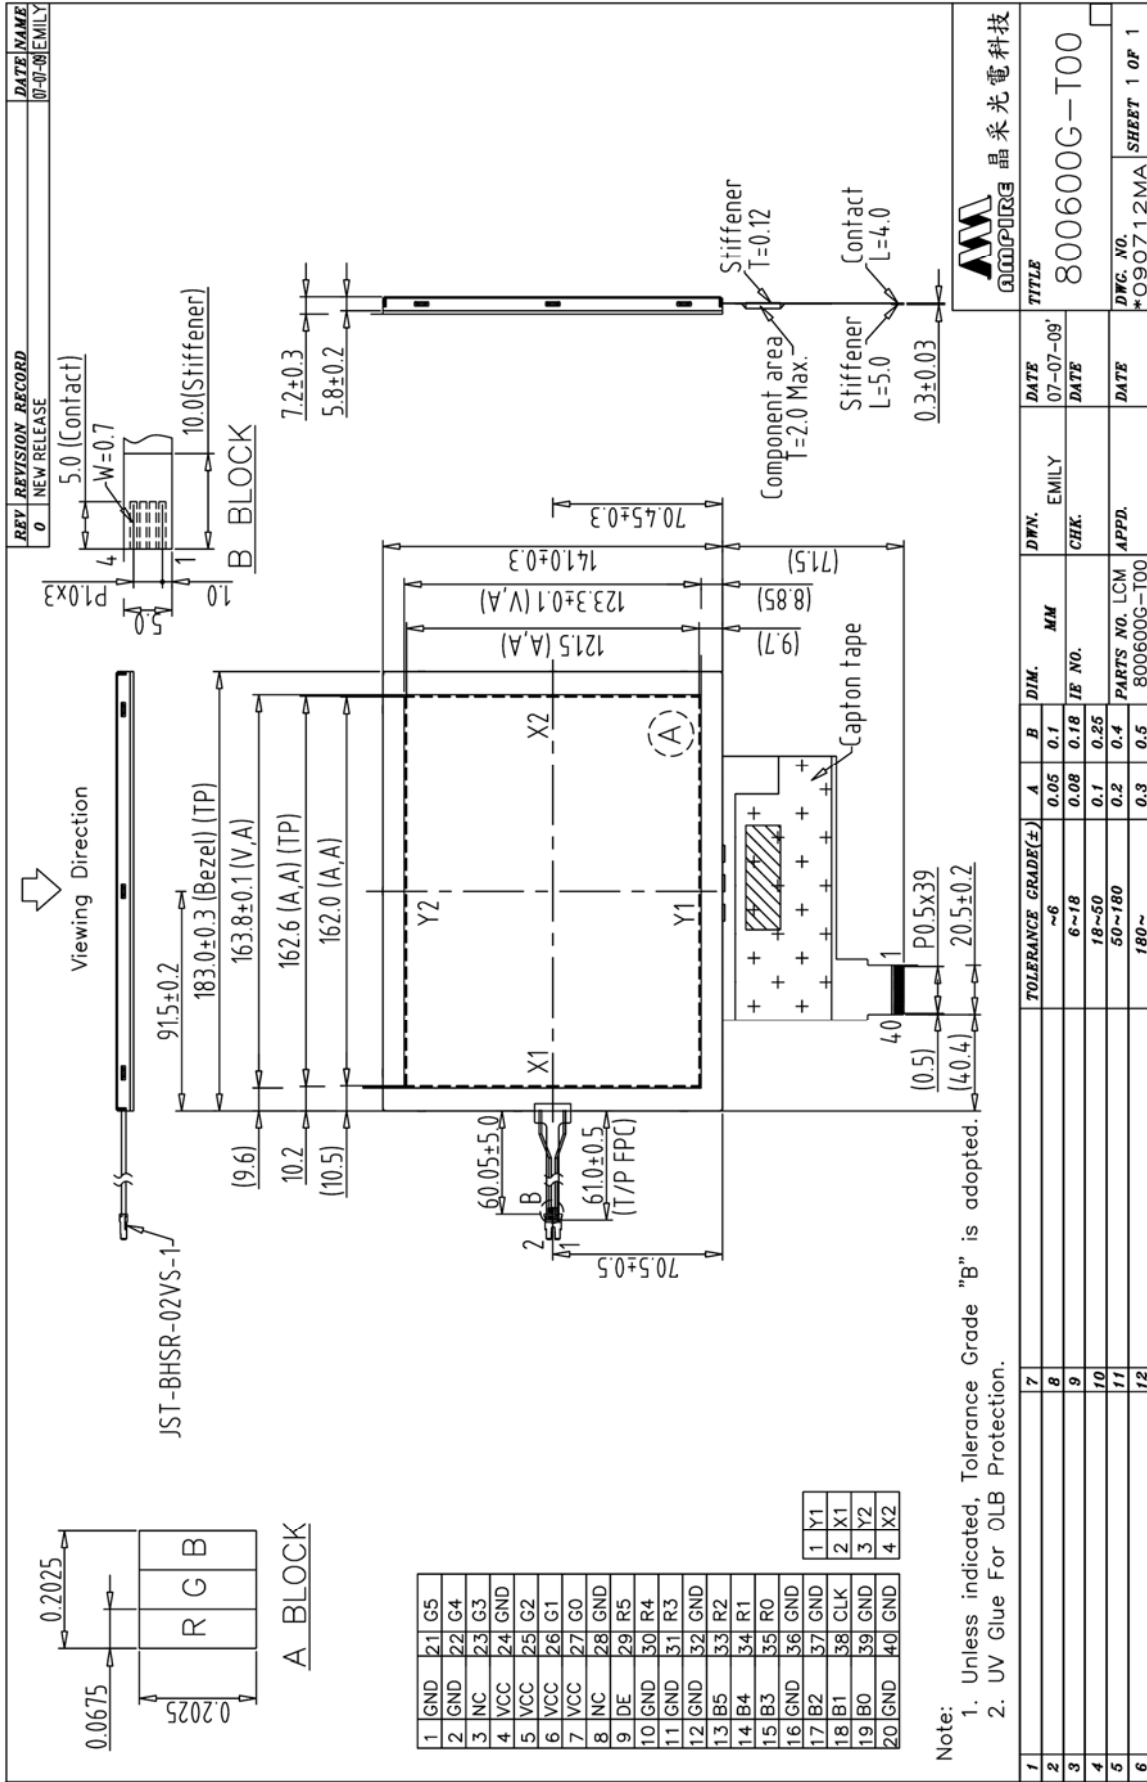 REV REVISION RECORD DATE NAME
0 NEW RELEASE 07-07-09 EMILY
0.2025
0.0675
0.2025
R G B
A BLOCK
JST-BHSR-02VS-1
Viewing Direction
P1.0x3
5.0
1.0
4
1
5.0 (Contact)
W=0.7
10.0(Stiffener)
B BLOCK
91.5±0.2
183.0±0.3 (Bezel) (TP)
163.8±0.1 (V,A)
162.6 (A,A) (TP)
162.0 (A,A)
(9.6)
10.2
(10.5)
7.2±0.3
5.8±0.2
60.05±5.0
B
2
1
61.0±0.5
(T/P FPC)
70.5±0.5
Y2
X1
X2
Y1
A
121.5 (A,A)
123.3±0.1 (V,A)
141.0±0.3
70.45±0.3
(9.7)
(8.85)
(71.5)
Capton tape
40
1
(0.5)
P0.5x39
(40.4)
20.5±0.2
Component area
T=2.0 Max.
Stiffener
T=0.12
Stiffener
L=5.0
Contact
L=4.0
0.3±0.03
1 GND 21 G5
2 GND 22 G4
3 NC 23 G3
4 VCC 24 GND
5 VCC 25 G2
6 VCC 26 G1
7 VCC 27 G0
8 NC 28 GND
9 DE 29 R5
10 GND 30 R4
11 GND 31 R3
12 GND 32 GND
13 B5 33 R2
14 B4 34 R1
15 B3 35 R0
16 GND 36 GND
17 B2 37 GND
18 B1 38 CLK
19 B0 39 GND
20 GND 40 GND
1 Y1
2 X1
3 Y2
4 X2
Note:
1. Unless indicated, Tolerance Grade "B" is adopted.
2. UV Glue For OLB Protection.
1 7
2 8
3 9
4 10
5 11
6 12
TOLERANCE GRADE(±) A B
~6 0.05 0.1
6~18 0.08 0.18
18~50 0.1 0.25
50~180 0.2 0.4
180~ 0.3 0.5
DIM. MM
IE NO.
PARTS NO. LCM
800600G-T00
DWN. EMILY
CHK.
APPD.
DATE
07-07-09'
DATE
DATE
AMPIRE 晶采光電科技
TITLE
800600G-T00
DWG. NO.
*090712MA
SHEET 1 OF 1